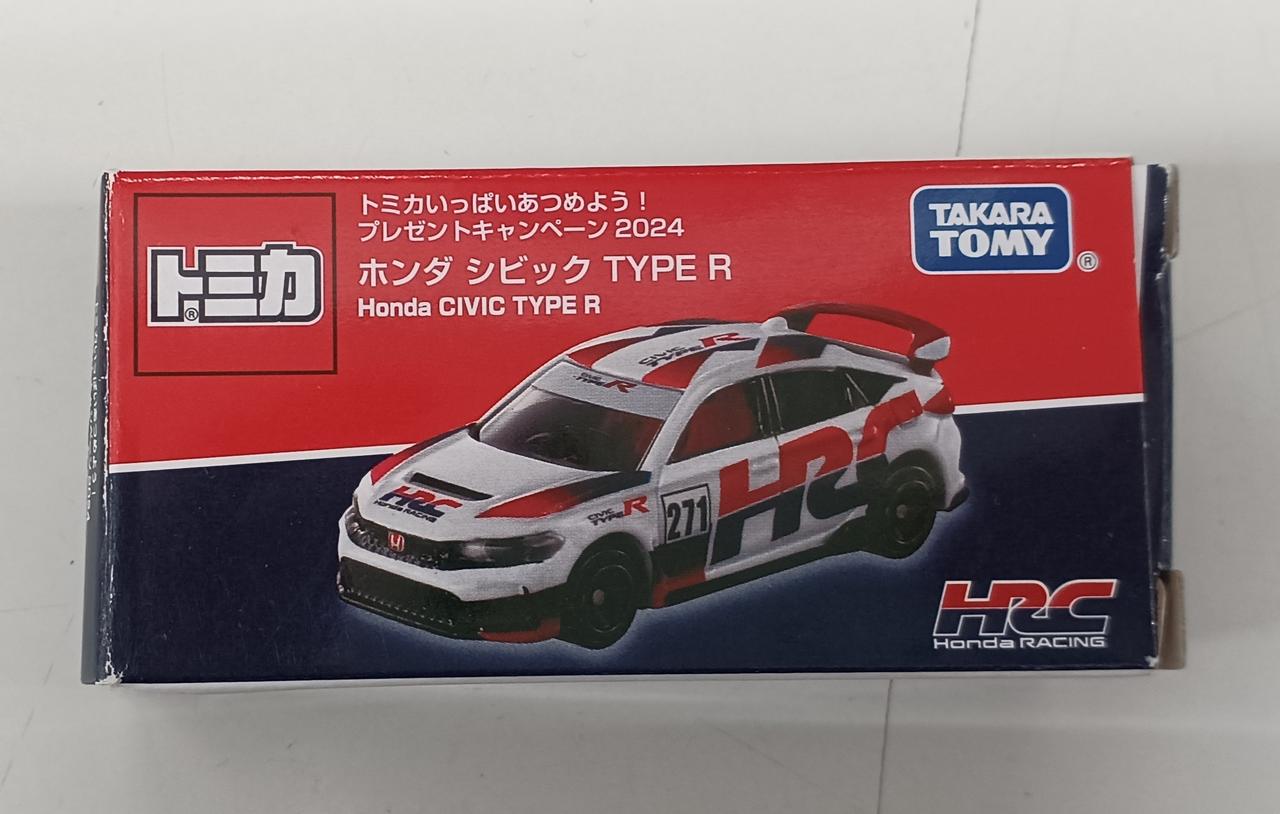 トミカ
®
トミカいっぱいあつめよう！
プレゼントキャンペーン 2024
ホンダ シビック TYPE R
Honda CIVIC TYPE R
TAKARA
TOMY
®
CIVIC
TYPE R
CIVIC
TYPE R
HRC
Honda RACING
CIVIC
TYPE R
271
HRC
HRC
Honda RACING